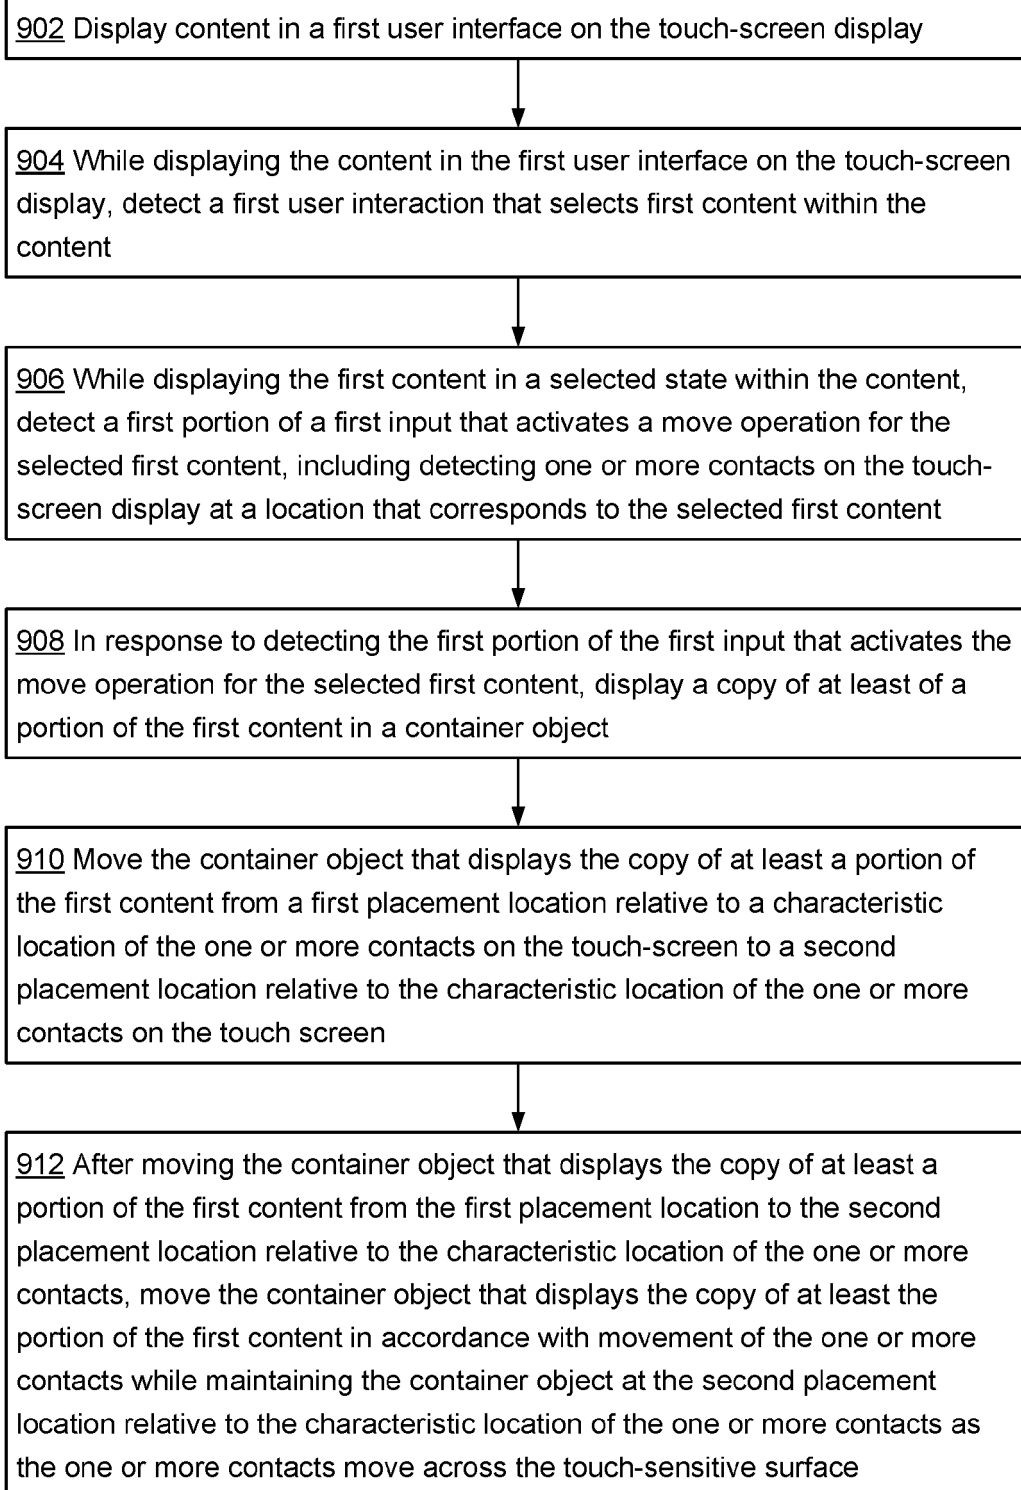 902 Display content in a first user interface on the touch-screen display
904 While displaying the content in the first user interface on the touch-screen
display, detect a first user interaction that selects first content within the
content
906 While displaying the first content in a selected state within the content,
detect a first portion of a first input that activates a move operation for the
selected first content, including detecting one or more contacts on the touch-
screen display at a location that corresponds to the selected first content
908 In response to detecting the first portion of the first input that activates the
move operation for the selected first content, display a copy of at least of a
portion of the first content in a container object
910 Move the container object that displays the copy of at least a portion of
the first content from a first placement location relative to a characteristic
location of the one or more contacts on the touch-screen to a second
placement location relative to the characteristic location of the one or more
contacts on the touch screen
912 After moving the container object that displays the copy of at least a
portion of the first content from the first placement location to the second
placement location relative to the characteristic location of the one or more
contacts, move the container object that displays the copy of at least the
portion of the first content in accordance with movement of the one or more
contacts while maintaining the container object at the second placement
location relative to the characteristic location of the one or more contacts as
the one or more contacts move across the touch-sensitive surface